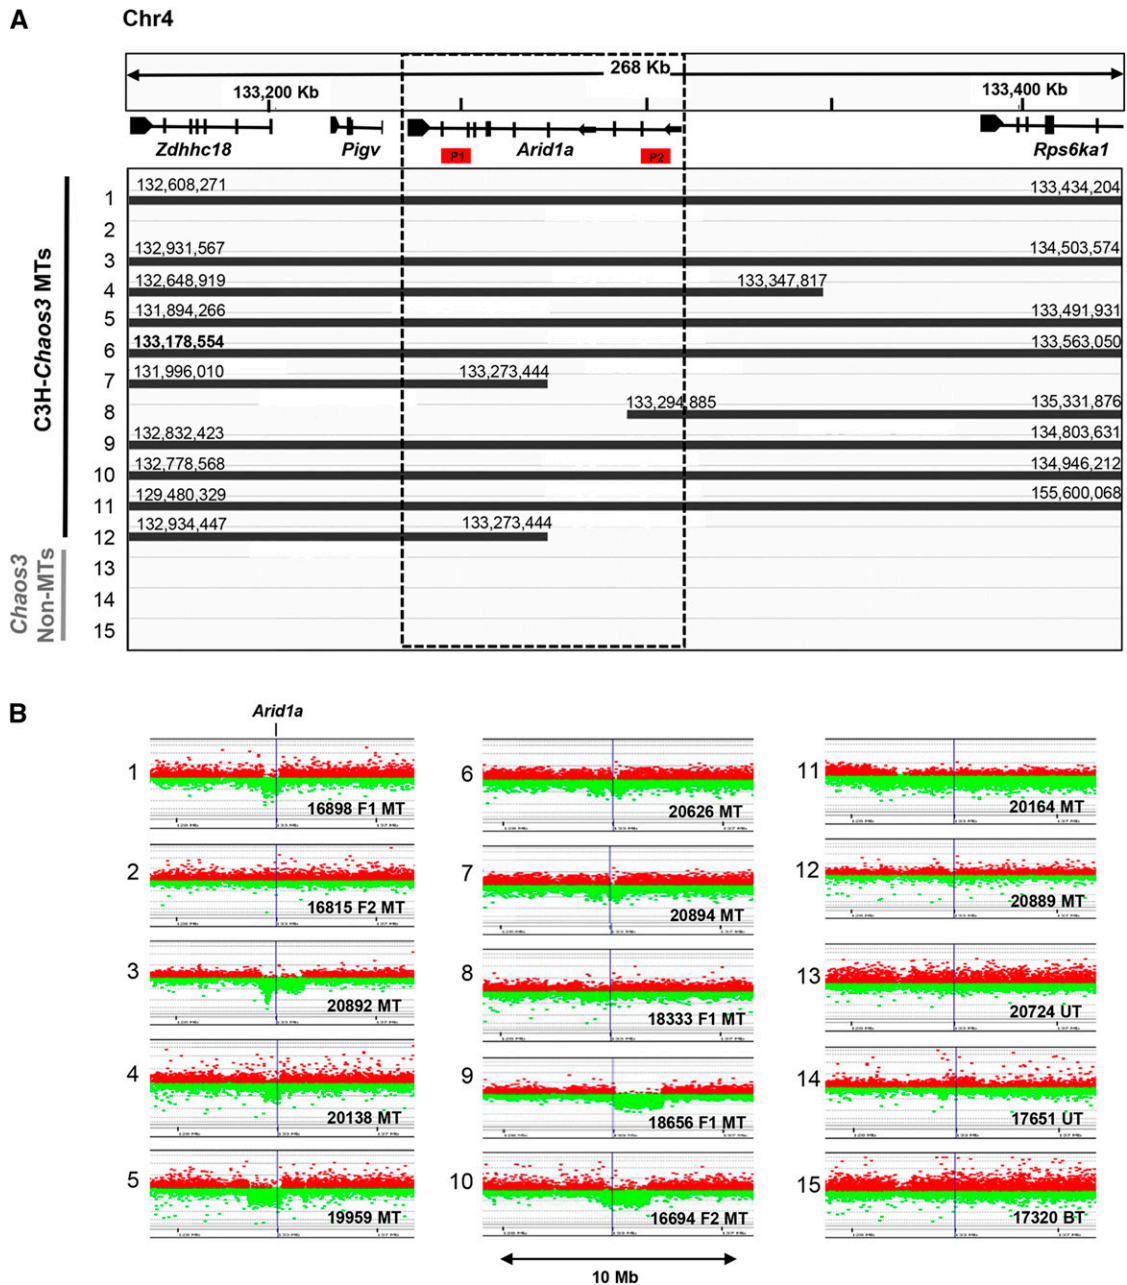 A
Chr4
268 Kb
133,200 Kb
133,400 Kb
Zdhhc18
Pigv
Arid1a
Rps6ka1
P1
P2
C3H-Chaos3 MTs
1
132,608,271
133,434,204
2
3
132,931,567
134,503,574
4
132,648,919
133,347,817
5
131,894,266
133,491,931
6
133,178,554
133,563,050
7
131,996,010
133,273,444
8
133,294,885
135,331,876
9
132,832,423
134,803,631
10
132,778,568
134,946,212
11
129,480,329
155,600,068
12
132,934,447
133,273,444
Chaos3
Non-MTs
13
14
15
B
Arid1a
1
16898 F1 MT
2
16815 F2 MT
3
20892 MT
4
20138 MT
5
19959 MT
6
20626 MT
7
20894 MT
8
18333 F1 MT
9
18656 F1 MT
10
16694 F2 MT
10 Mb
11
20164 MT
12
20889 MT
13
20724 UT
14
17651 UT
15
17320 BT